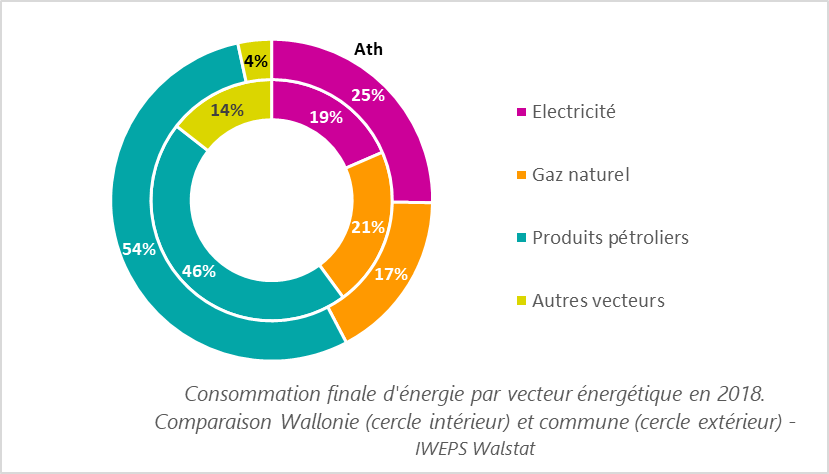 Ath
4%
25%
14%
19%
21%
17%
54%
46%
Electricité
Gaz naturel
Produits pétroliers
Autres vecteurs
Consommation finale d'énergie par vecteur énergétique en 2018.
Comparaison Wallonie (cercle intérieur) et commune (cercle extérieur) -
IWEPS Walstat